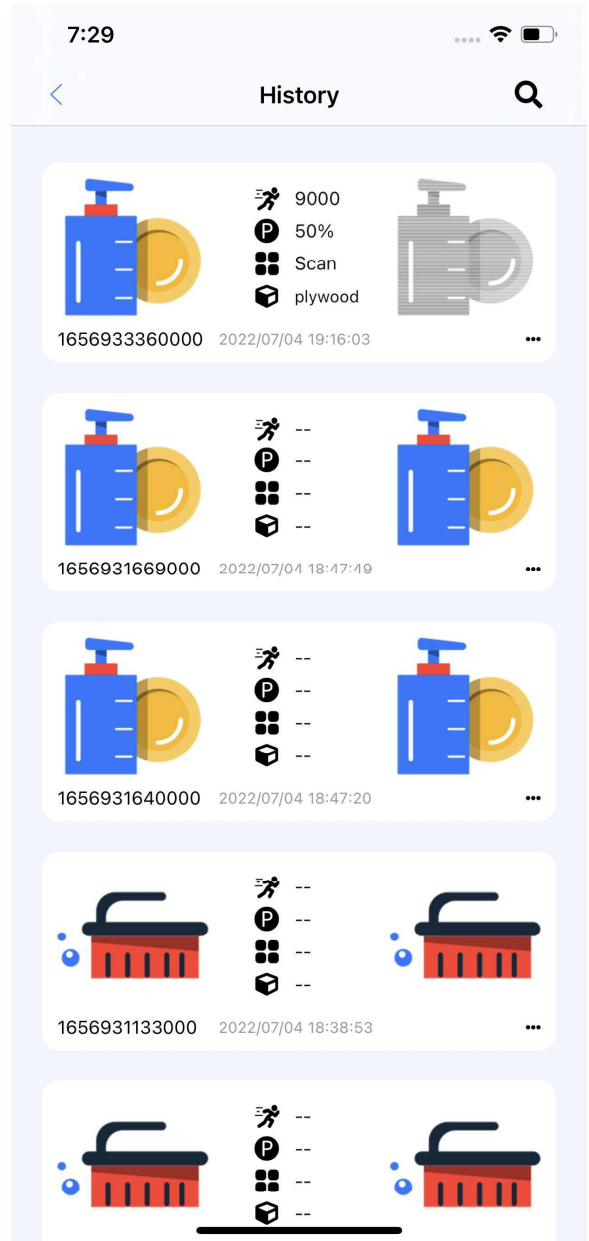 7:29
History
9000
P 50%
Scan
plywood
1656933360000 2022/07/04 19:16:03
--
P --
--
--
1656931669000 2022/07/04 18:47:49
--
P --
--
--
1656931640000 2022/07/04 18:47:20
--
P --
--
--
1656931133000 2022/07/04 18:38:53
--
P --
--
--